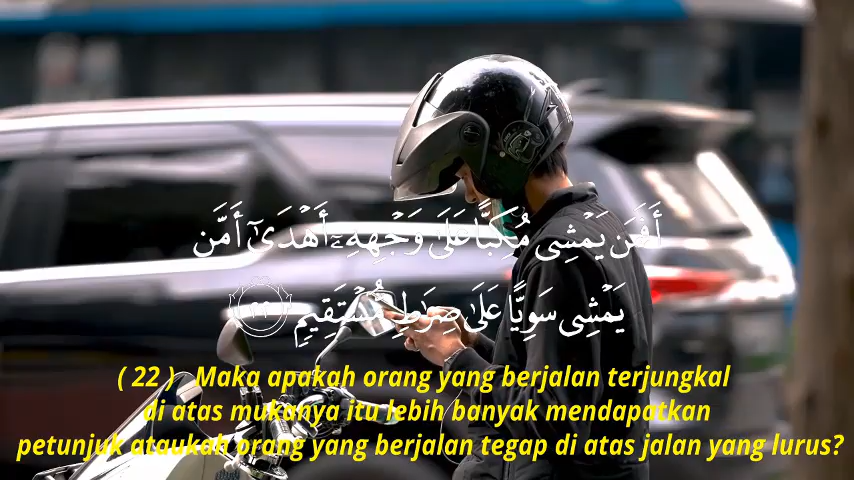 أَفَمَن يَمْشِى مُكِبًّا عَلَىٰ وَجْهِهِۦٓ أَهْدَىٰٓ أَمَّن
يَمْشِى سَوِيًّا عَلَىٰ صِرَٰطٍ مُّسْتَقِيمٍ ٢٢
( 22 ) Maka apakah orang yang berjalan terjungkal
di atas mukanya itu lebih banyak mendapatkan
petunjuk ataukah orang yang berjalan tegap di atas jalan yang lurus?